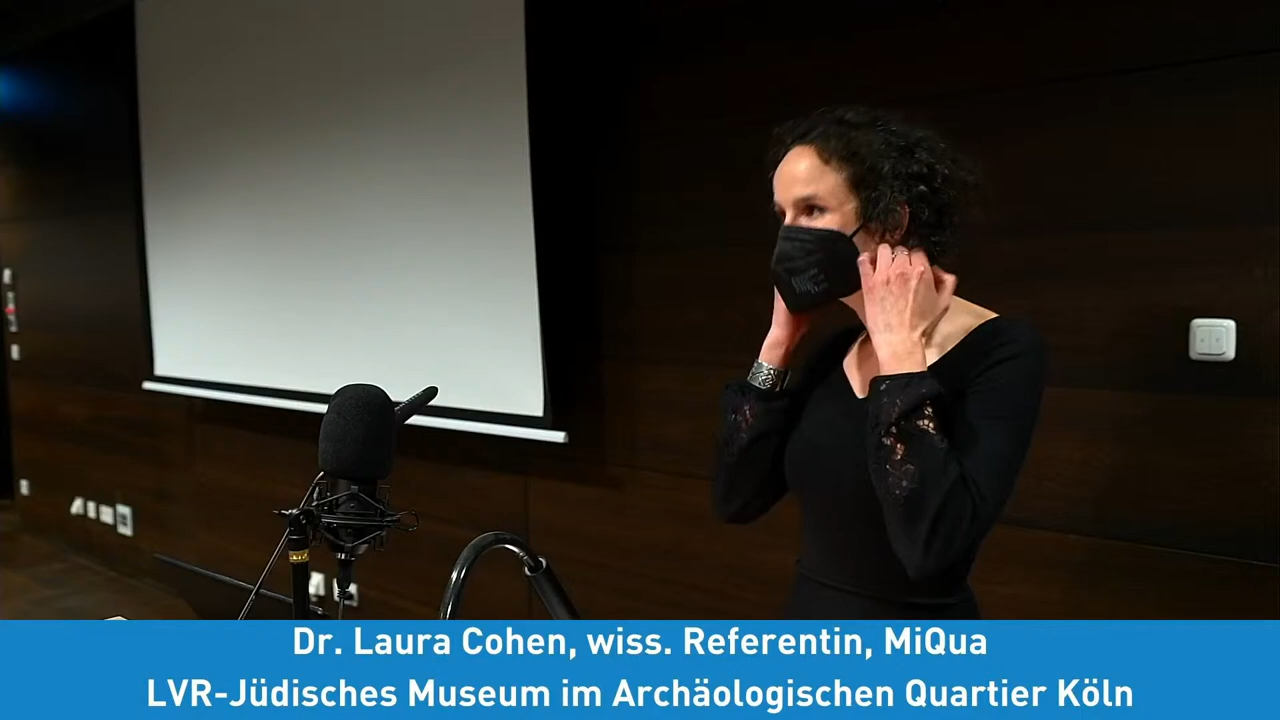 Dr. Laura Cohen, wiss. Referentin, MiQua
LVR-Jüdisches Museum im Archäologischen Quartier Köln